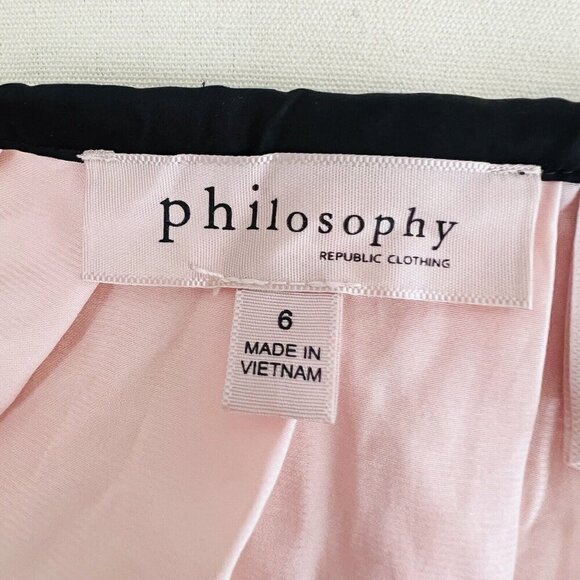 philosophy
REPUBLIC CLOTHING
6
MADE IN
VIETNAM